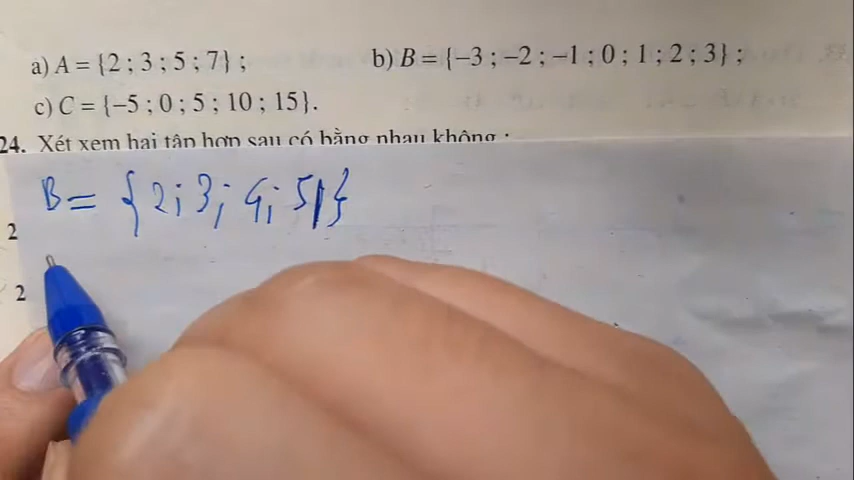 a) A = {2 ; 3 ; 5 ; 7} ; b) B = {−3 ; −2 ; −1 ; 0 ; 1 ; 2 ; 3} ;
c) C = {−5 ; 0 ; 5 ; 10 ; 15}.
24. Xét xem hai tập hợp sau có bằng nhau không :
B = { 2; 3; 4; 5 }
2
2